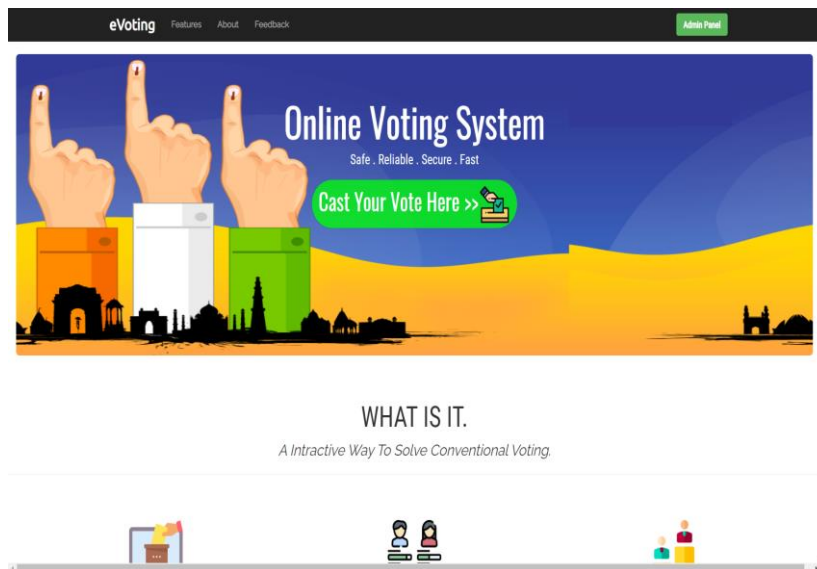 eVoting Features About Feedback Admin Panel
Online Voting System
Safe . Reliable . Secure . Fast
Cast Your Vote Here >>
WHAT IS IT.
A Intractive Way To Solve Conventional Voting.